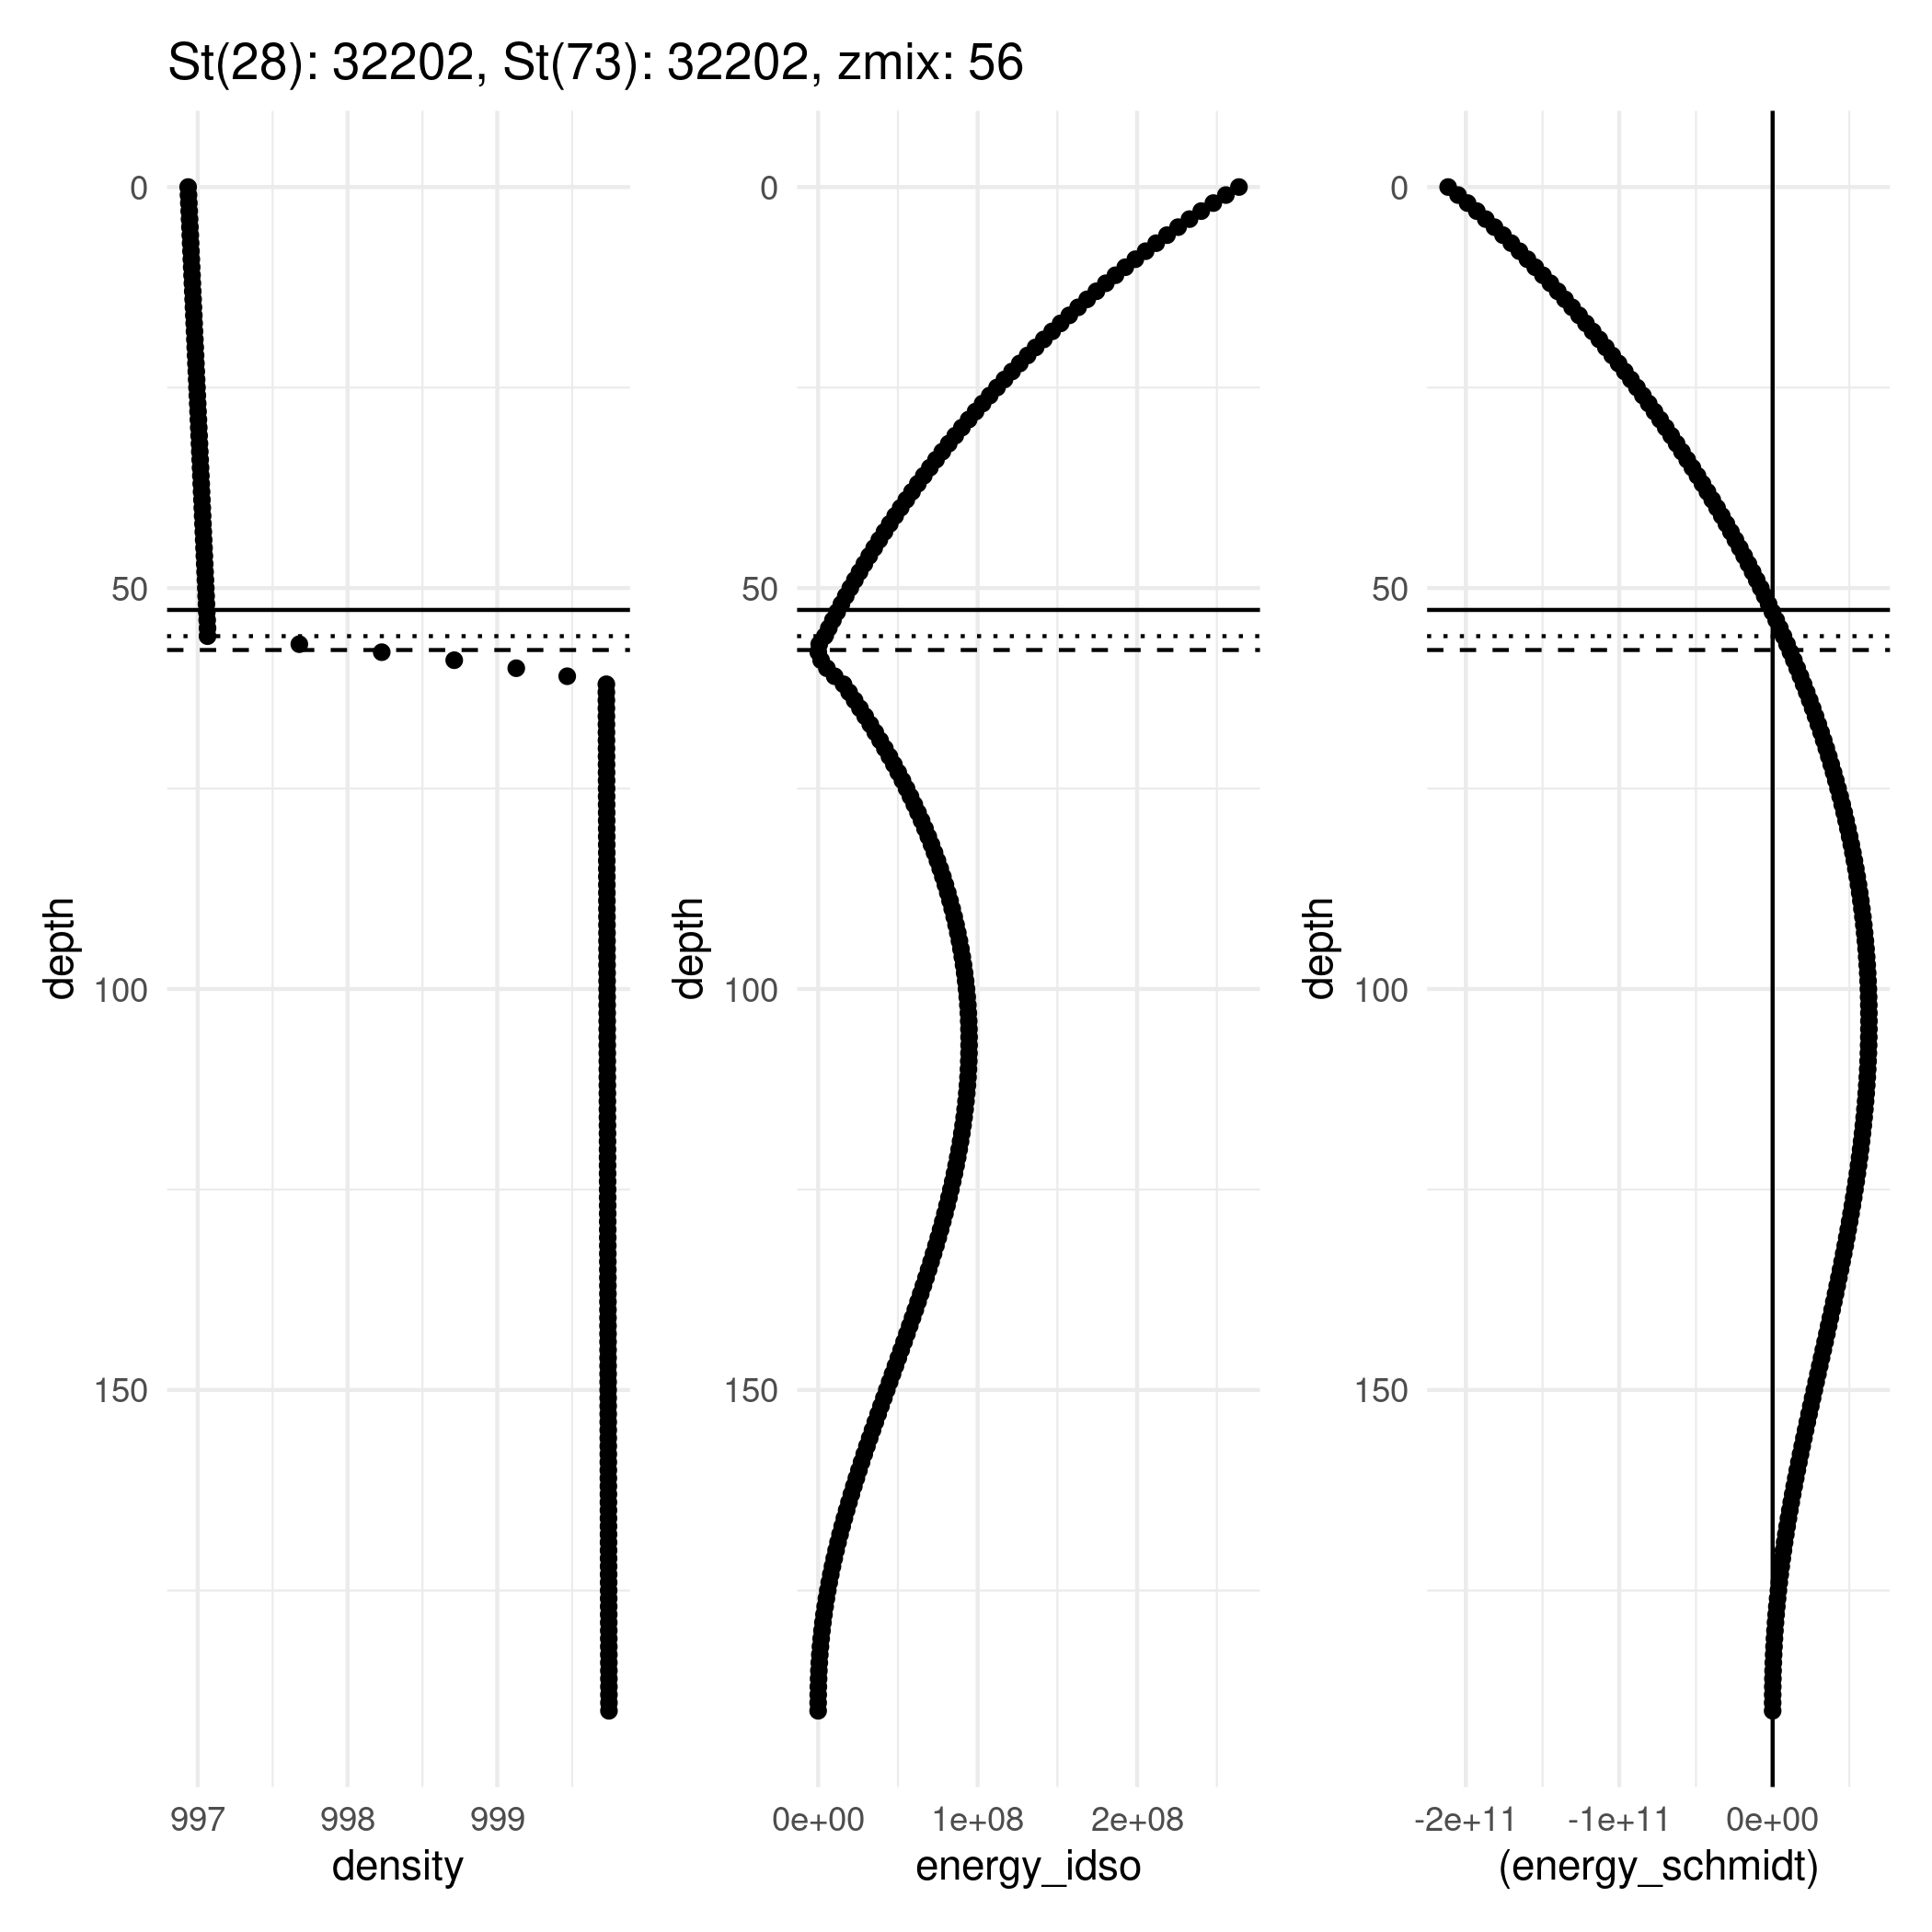 St(28): 32202, St(73): 32202, zmix: 56
0
50
100
150
depth
997
998
999
density
0
50
100
150
depth
0e+00
1e+08
2e+08
energy_idso
0
50
100
150
depth
-2e+11
-1e+11
0e+00
(energy_schmidt)